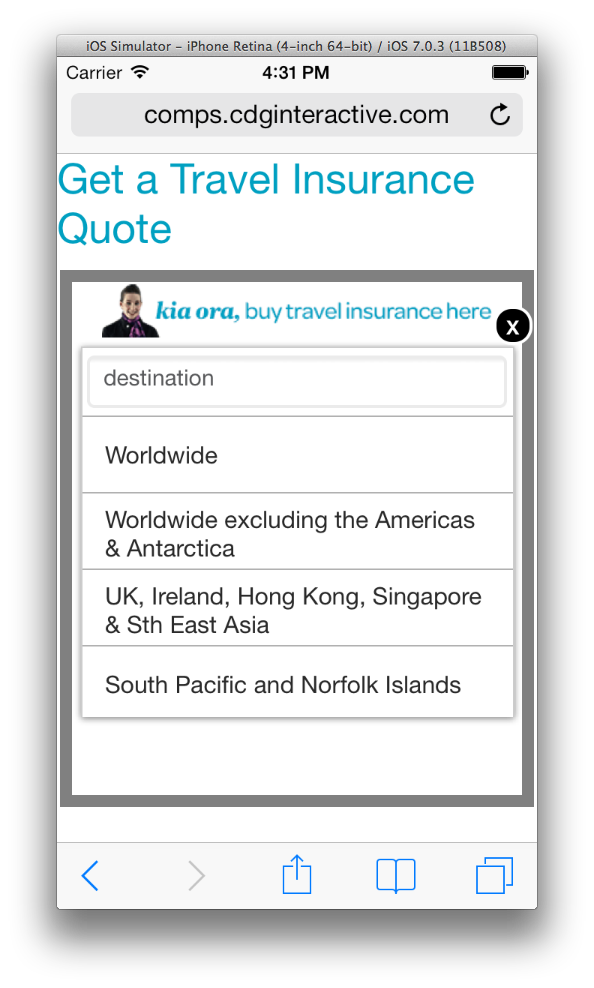 iOS Simulator – iPhone Retina (4-inch 64-bit) / iOS 7.0.3 (11B508)
Carrier 4:31 PM
comps.cdginteractive.com
Get a Travel Insurance
Quote
kia ora, buy travel insurance here
x
destination
Worldwide
Worldwide excluding the Americas
& Antarctica
UK, Ireland, Hong Kong, Singapore
& Sth East Asia
South Pacific and Norfolk Islands